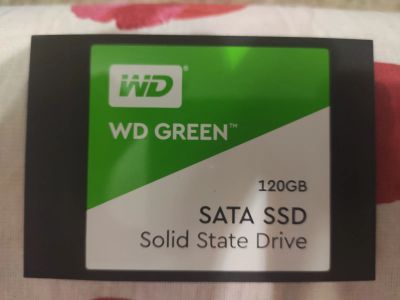 WD®
WD GREEN™
120GB
SATA SSD
Solid State Drive